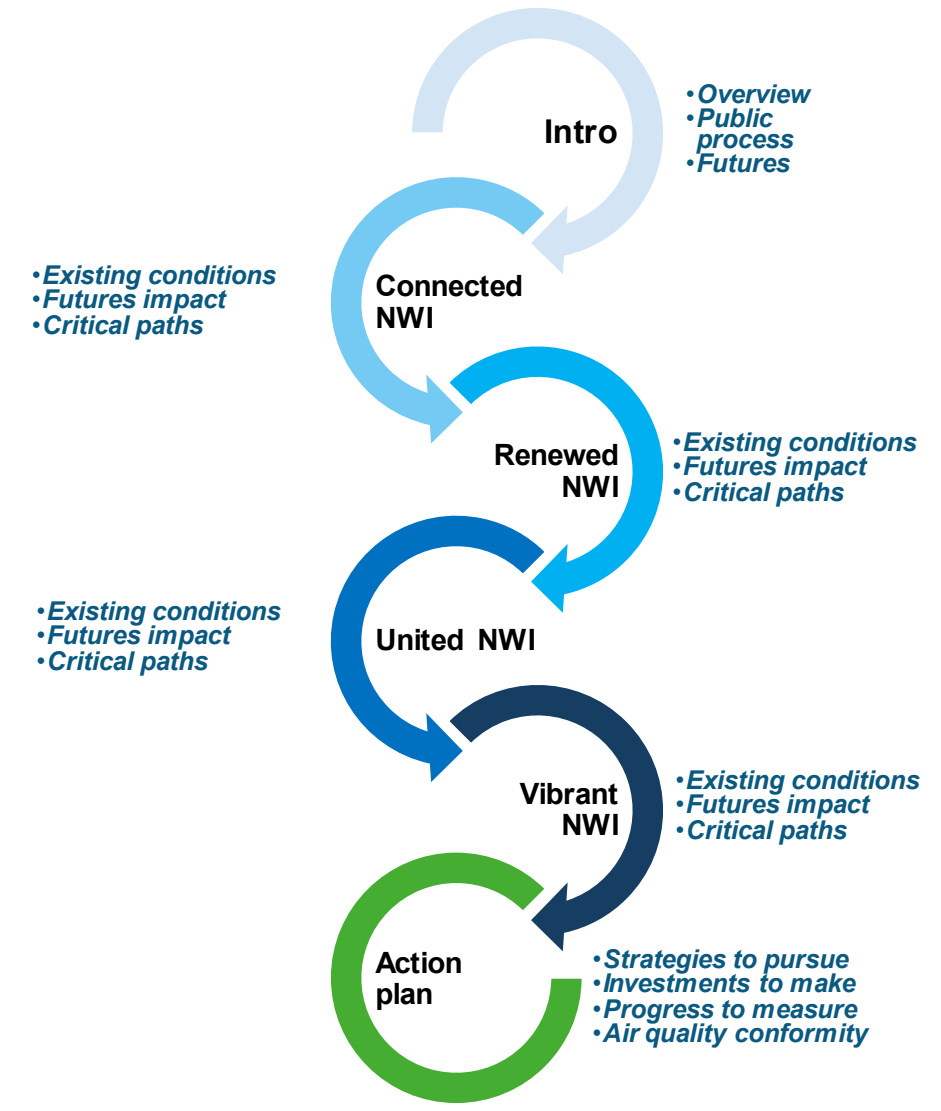 Intro
•Overview
•Public
process
•Futures
Connected
NWI
•Existing conditions
•Futures impact
•Critical paths
Renewed
NWI
•Existing conditions
•Futures impact
•Critical paths
United NWI
•Existing conditions
•Futures impact
•Critical paths
Vibrant
NWI
•Existing conditions
•Futures impact
•Critical paths
Action
plan
•Strategies to pursue
•Investments to make
•Progress to measure
•Air quality conformity